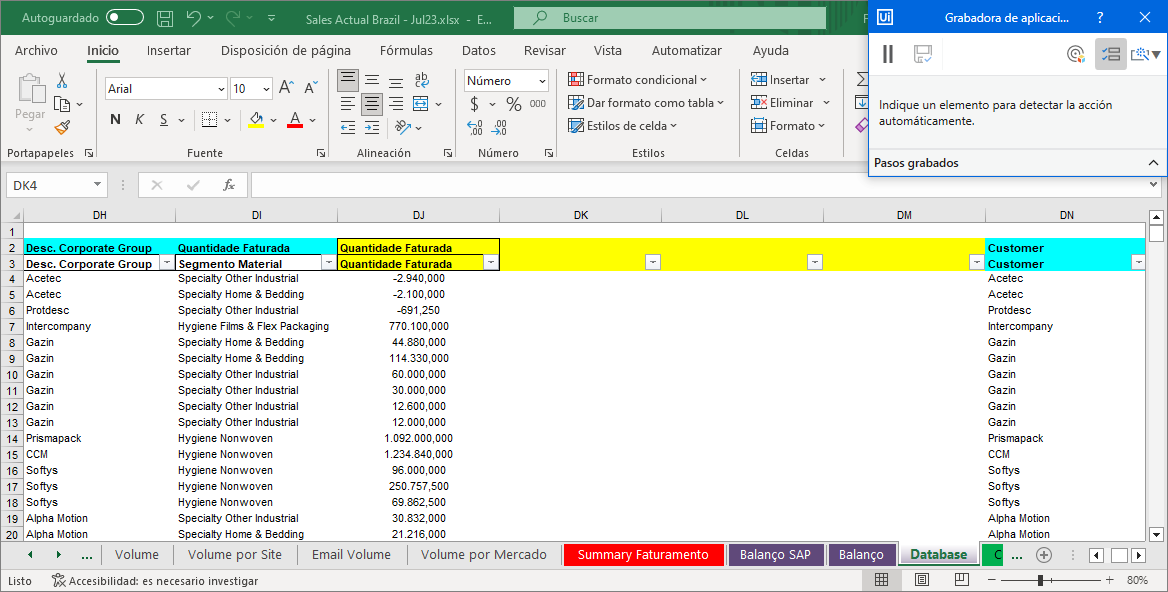 Autoguardado
Sales Actual Brazil - Jul23.xlsx - E...
Buscar
Ui Grabadora de aplicaci... ?
Archivo Inicio Insertar Disposición de página Fórmulas Datos Revisar Vista Automatizar Ayuda
Indique un elemento para detectar la acción
automáticamente.
Pasos grabados
Pegar
Arial 10
N K S
ab
Número
$ % 000
Formato condicional
Dar formato como tabla
Estilos de celda
Insertar
Eliminar
Formato
Portapapeles Fuente Alineación Número Estilos Celdas
DK4 fx
DH DI DJ DK DL DM DN
1
2 Desc. Corporate Group Quantidade Faturada Quantidade Faturada Customer
3 Desc. Corporate Group Segmento Material Quantidade Faturada Customer
4 Acetec Specialty Other Industrial -2.940,000 Acetec
5 Acetec Specialty Home & Bedding -2.100,000 Acetec
6 Protdesc Specialty Other Industrial -691,250 Protdesc
7 Intercompany Hygiene Films & Flex Packaging 770.100,000 Intercompany
8 Gazin Specialty Home & Bedding 44.880,000 Gazin
9 Gazin Specialty Home & Bedding 114.330,000 Gazin
10 Gazin Specialty Other Industrial 60.000,000 Gazin
11 Gazin Specialty Other Industrial 30.000,000 Gazin
12 Gazin Specialty Other Industrial 12.600,000 Gazin
13 Gazin Specialty Other Industrial 12.000,000 Gazin
14 Prismapack Hygiene Nonwoven 1.092.000,000 Prismapack
15 CCM Hygiene Nonwoven 1.234.840,000 CCM
16 Softys Hygiene Nonwoven 96.000,000 Softys
17 Softys Hygiene Nonwoven 250.757,500 Softys
18 Softys Hygiene Nonwoven 69.862,500 Softys
19 Alpha Motion Specialty Other Industrial 30.832,000 Alpha Motion
20 Alpha Motion Specialty Home & Bedding 21.216,000 Alpha Motion
... Volume Volume por Site Email Volume Volume por Mercado Summary Faturamento Balanço SAP Balanço Database C ...
Listo Accesibilidad: es necesario investigar 80%